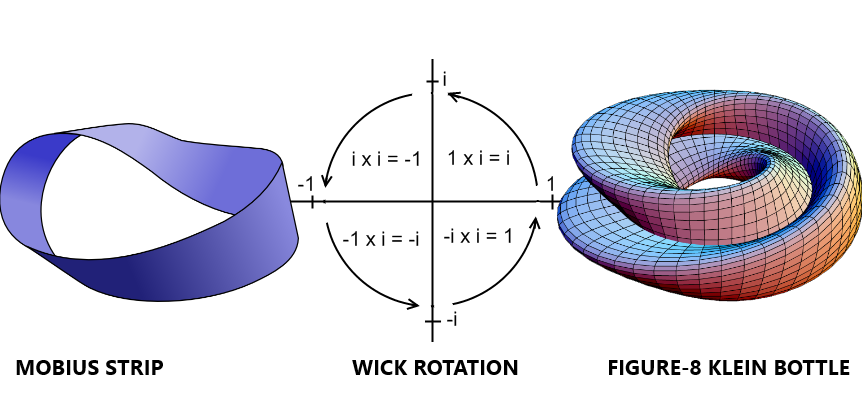 i
i x i = -1
1 x i = i
-1
1
-1 x i = -i
-i x i = 1
-i
MOBIUS STRIP
WICK ROTATION
FIGURE-8 KLEIN BOTTLE